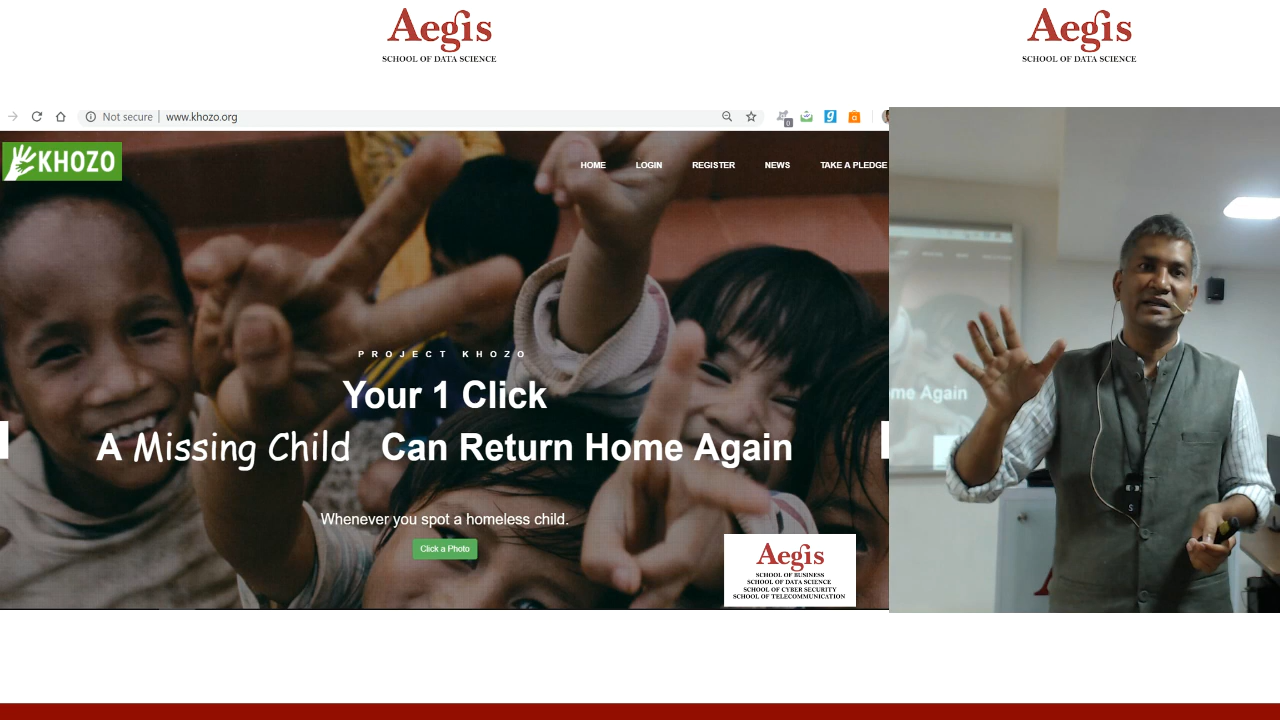 Aegis
SCHOOL OF DATA SCIENCE
Aegis
SCHOOL OF DATA SCIENCE
Not secure
www.khozo.org
0
KHOZO
HOME
LOGIN
REGISTER
NEWS
TAKE A PLEDGE
PROJECT KHOZO
Your 1 Click
A Missing Child Can Return Home Again
Whenever you spot a homeless child.
Click a Photo
Aegis
SCHOOL OF BUSINESS
SCHOOL OF DATA SCIENCE
SCHOOL OF CYBER SECURITY
SCHOOL OF TELECOMMUNICATION
me Again
S